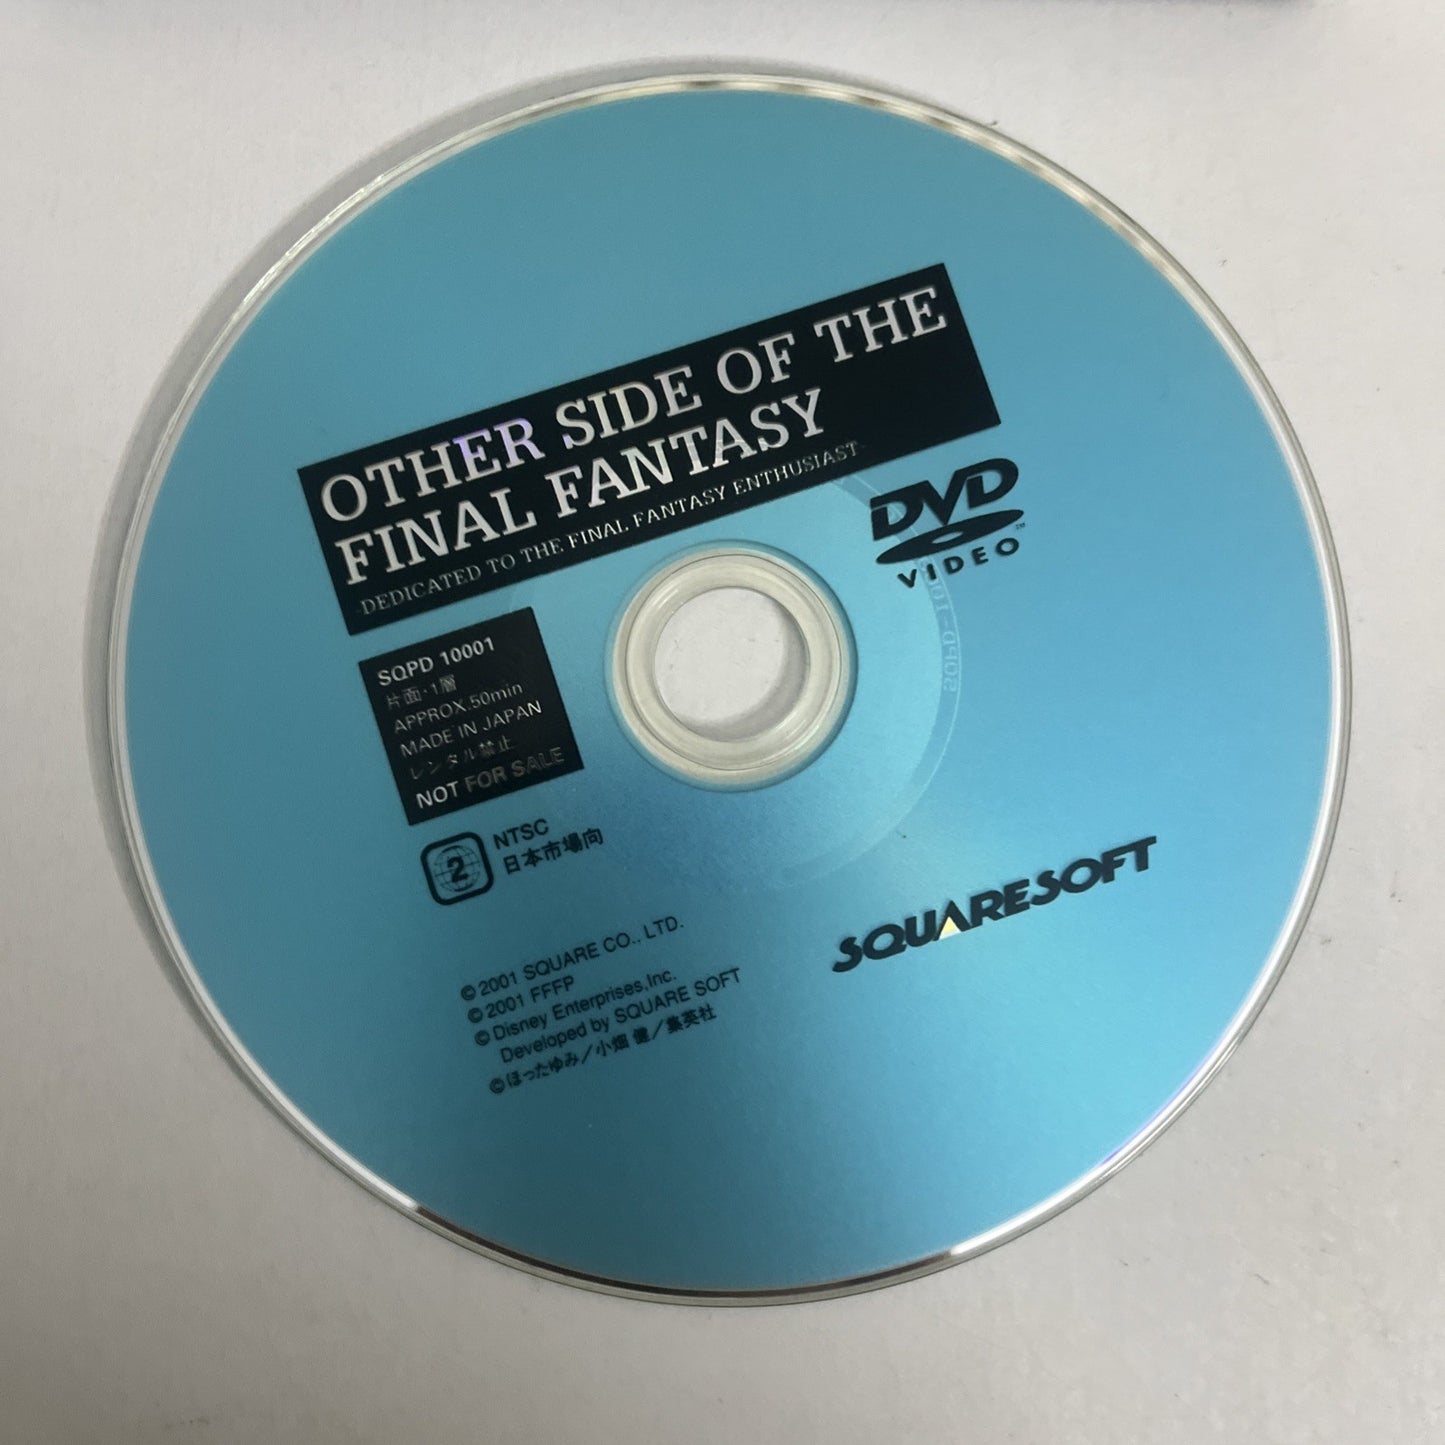 OTHER SIDE OF THE
FINAL FANTASY
-DEDICATED TO THE FINAL FANTASY ENTHUSIAST-
DVD
VIDEO
SQPD 10001
片面・1層
APPROX.50min
MADE IN JAPAN
レンタル禁止
NOT FOR SALE
2
NTSC
日本市場向
SQUARESOFT
©2001 SQUARE CO., LTD.
©2001 FFFP
©Disney Enterprises,Inc.
Developed by SQUARE SOFT
©ほったゆみ／小畑 健／集英社